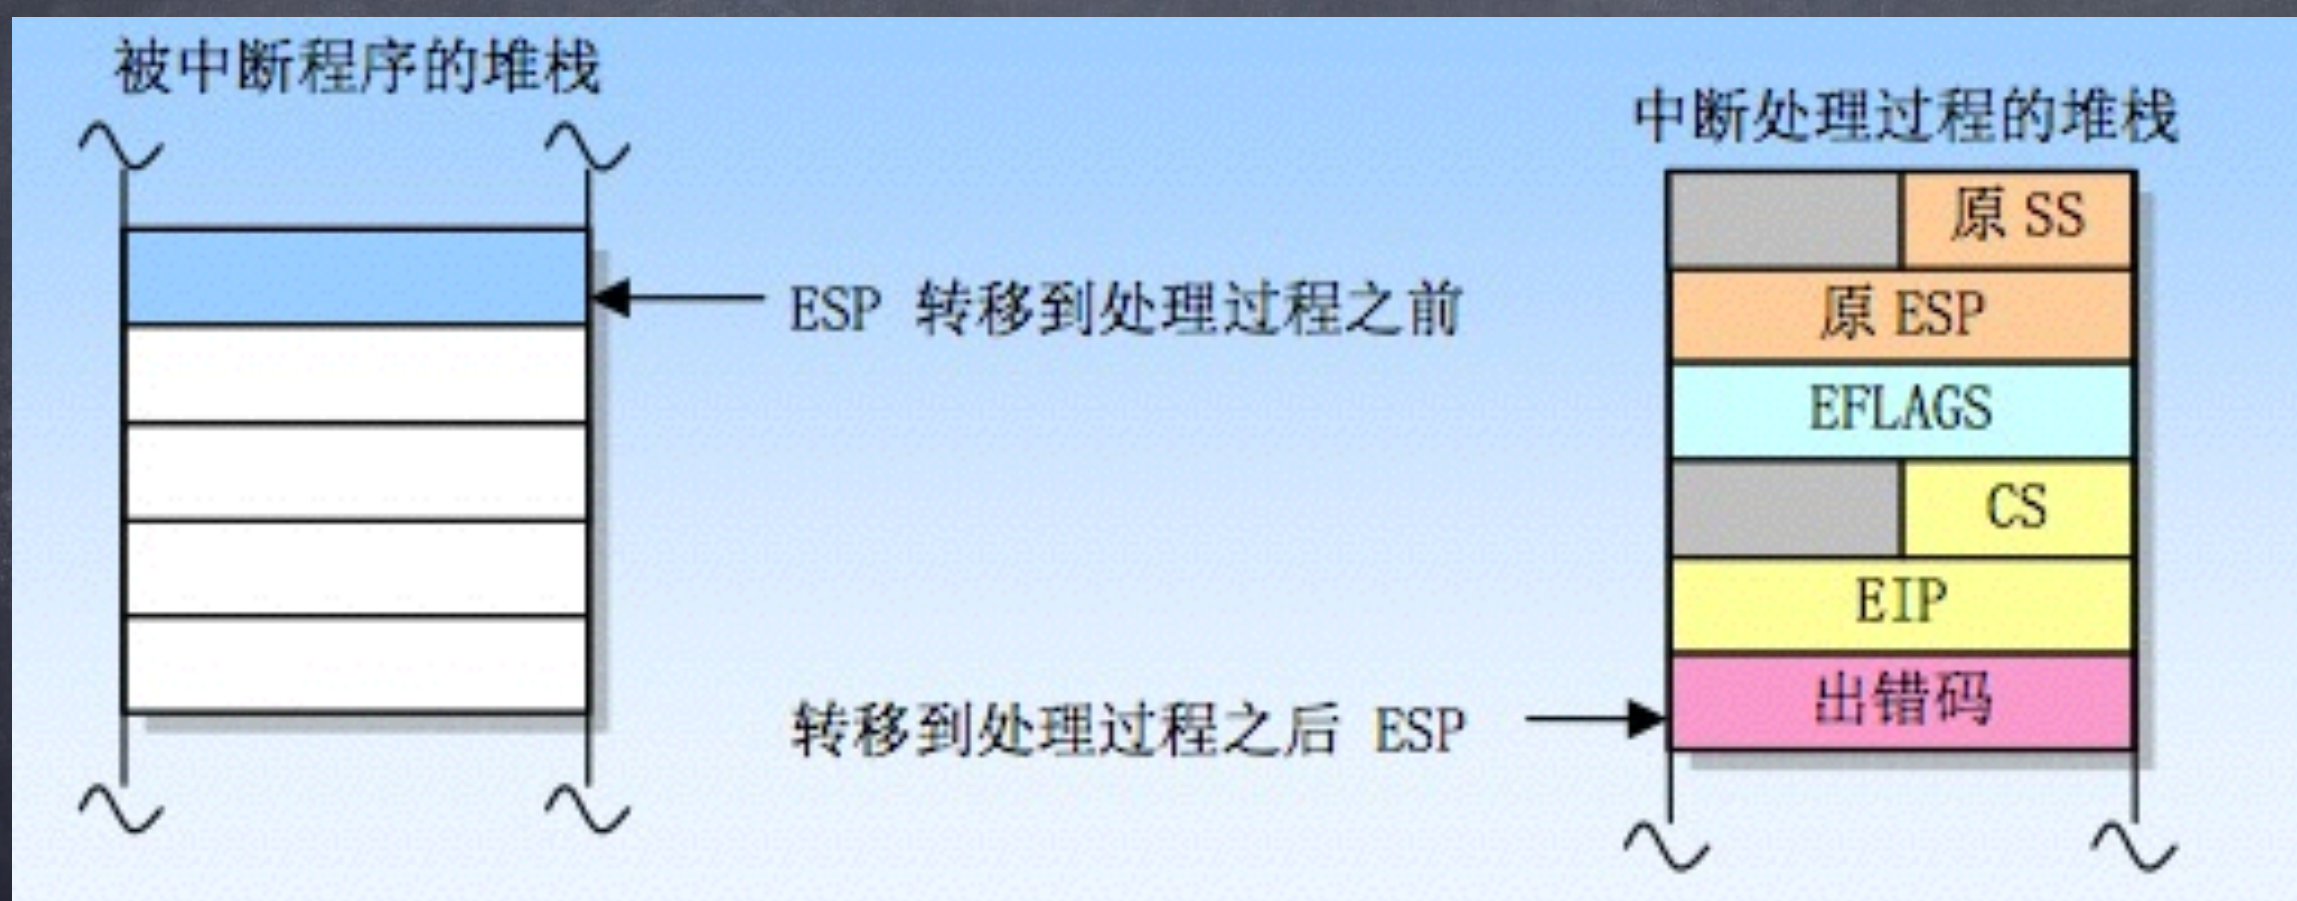 被中断程序的堆栈
中断处理过程的堆栈
原 SS
ESP 转移到处理过程之前
原 ESP
EFLAGS
CS
EIP
出错码
转移到处理过程之后 ESP